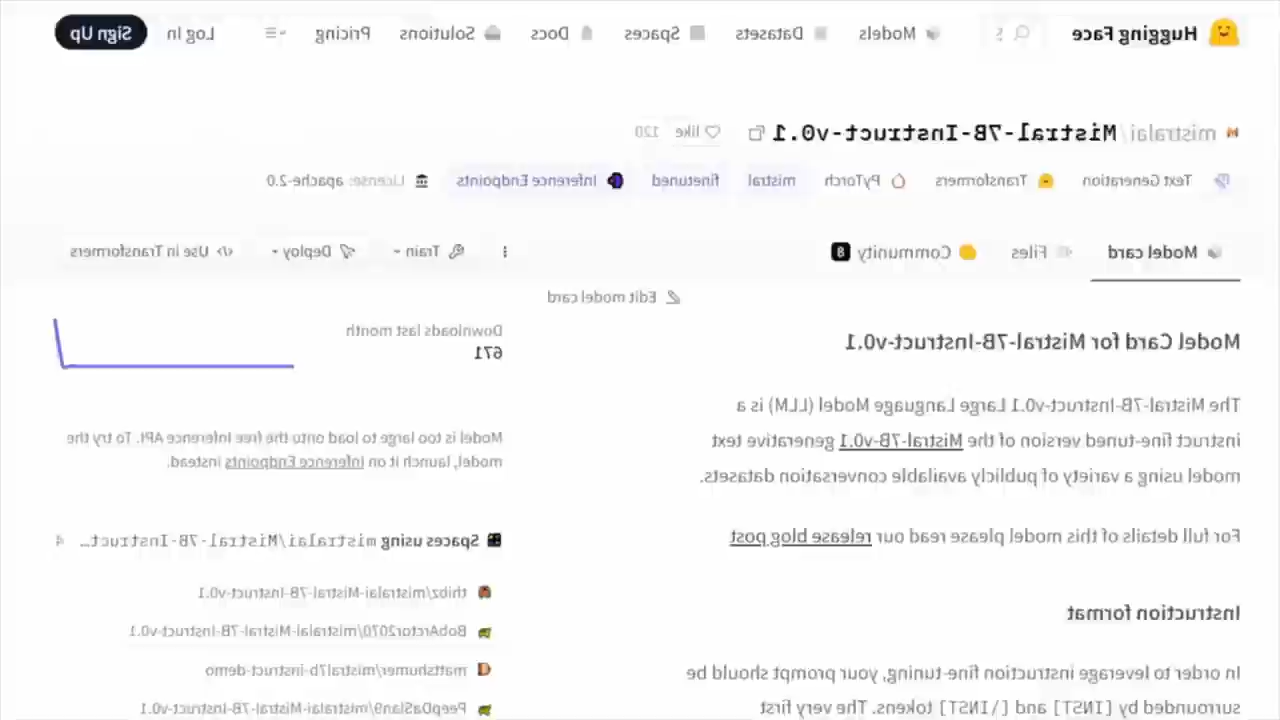 Hugging Face
Models
Datasets
Spaces
Docs
Solutions
Pricing
Log In
Sign Up
mistralai/Mistral-7B-Instruct-v0.1
like 120
Text Generation
Transformers
PyTorch
mistral
finetuned
Inference Endpoints
License: apache-2.0
Model card
Files
Community 8
Train
Deploy
</> Use in Transformers
Edit model card
Model Card for Mistral-7B-Instruct-v0.1
The Mistral-7B-Instruct-v0.1 Large Language Model (LLM) is a
instruct fine-tuned version of the Mistral-7B-v0.1 generative text
model using a variety of publicly available conversation datasets.
For full details of this model please read our release blog post
Instruction format
In order to leverage instruction fine-tuning, your prompt should be
surrounded by [INST] and [\INST] tokens. The very first
Downloads last month
671
Model is too large to load onto the free Inference API. To try the
model, launch it on Inference Endpoints instead.
Spaces using mistralai/Mistral-7B-Instruct-v0.1… 4
thibz/mistralai-Mistral-7B-Instruct-v0.1
BobArctor2070/mistralai-Mistral-7B-Instruct-v0.1
mattshumer/mistral7b-instruct-demo
DeepDaSlan9/mistralai-Mistral-7B-Instruct-v0.1